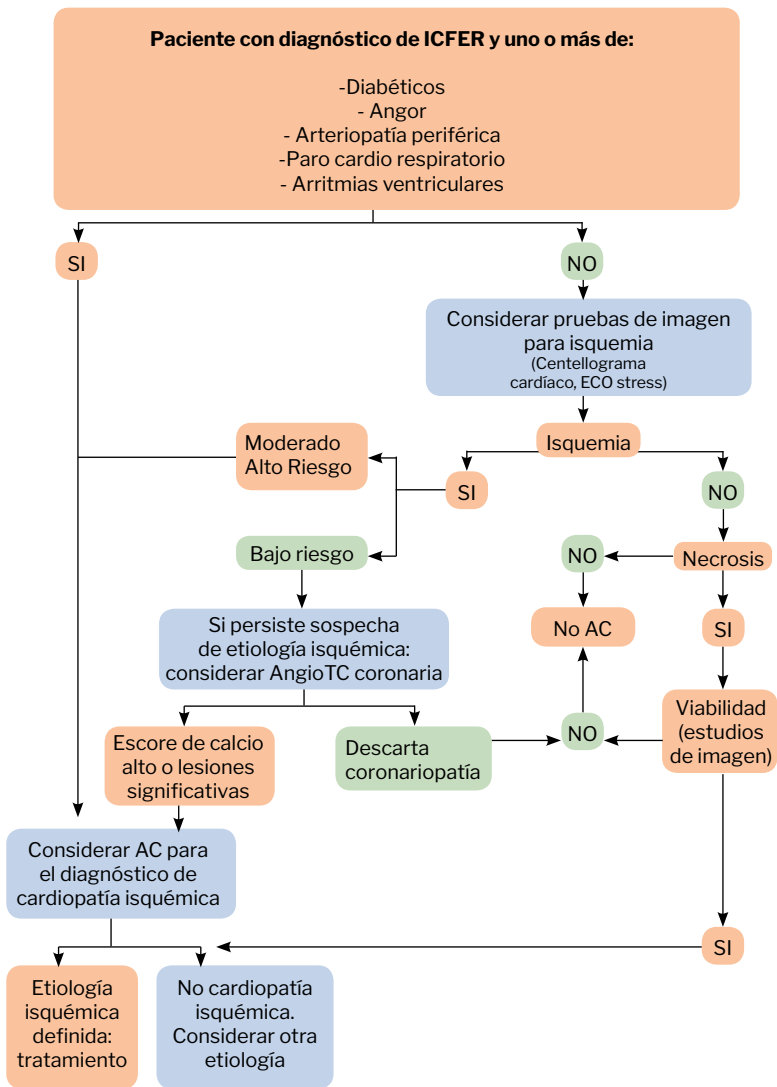 Paciente con diagnóstico de ICFER y uno o más de:
-Diabéticos
- Angor
- Arteriopatía periférica
-Paro cardio respiratorio
- Arritmias ventriculares
SI
NO
Considerar pruebas de imagen
para isquemia
(Centellograma
cardíaco, ECO stress)
Isquemia
Moderado
Alto Riesgo
SI
NO
Bajo riesgo
NO
Necrosis
Si persiste sospecha
de etiología isquémica:
considerar AngioTC coronaria
No AC
SI
Escore de calcio
alto o lesiones
significativas
Descarta
coronariopatía
NO
Viabilidad
(estudios
de imagen)
Considerar AC para
el diagnóstico de
cardiopatía isquémica
SI
Etiología
isquémica
definida:
tratamiento
No cardiopatía
isquémica.
Considerar otra
etiología